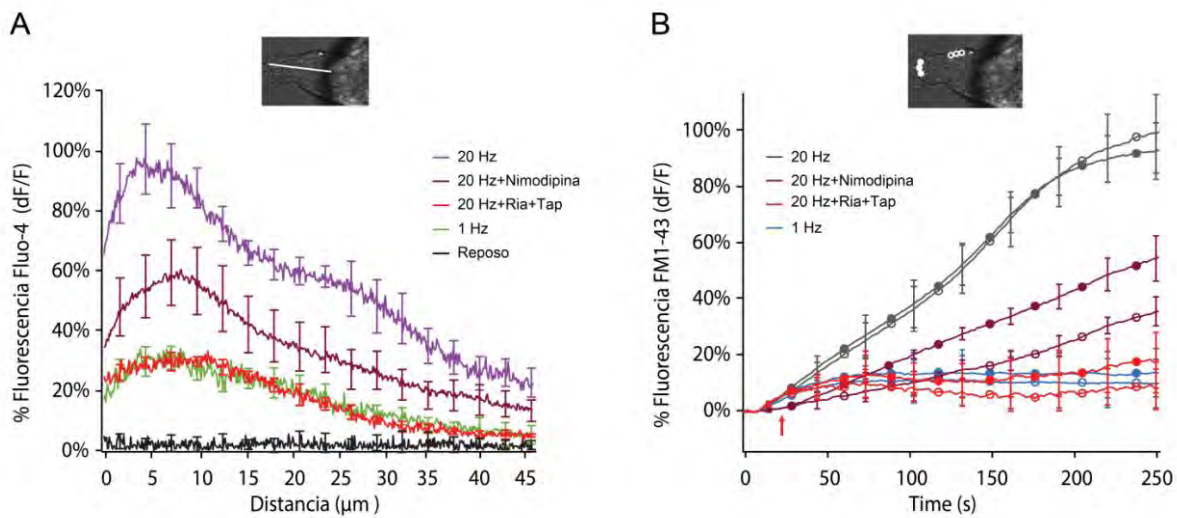 A
% Fluorescencia Fluo-4 (dF/F)
120%
100%
80%
60%
40%
20%
0%
0 5 10 15 20 25 30 35 40 45
Distancia (μm )
20 Hz
20 Hz+Nimodipina
20 Hz+Ria+Tap
1 Hz
Reposo
B
% Fluorescencia FM1-43 (dF/F)
100%
80%
60%
40%
20%
0%
0 50 100 150 200 250
Time (s)
20 Hz
20 Hz+Nimodipina
20 Hz+Ria+Tap
1 Hz